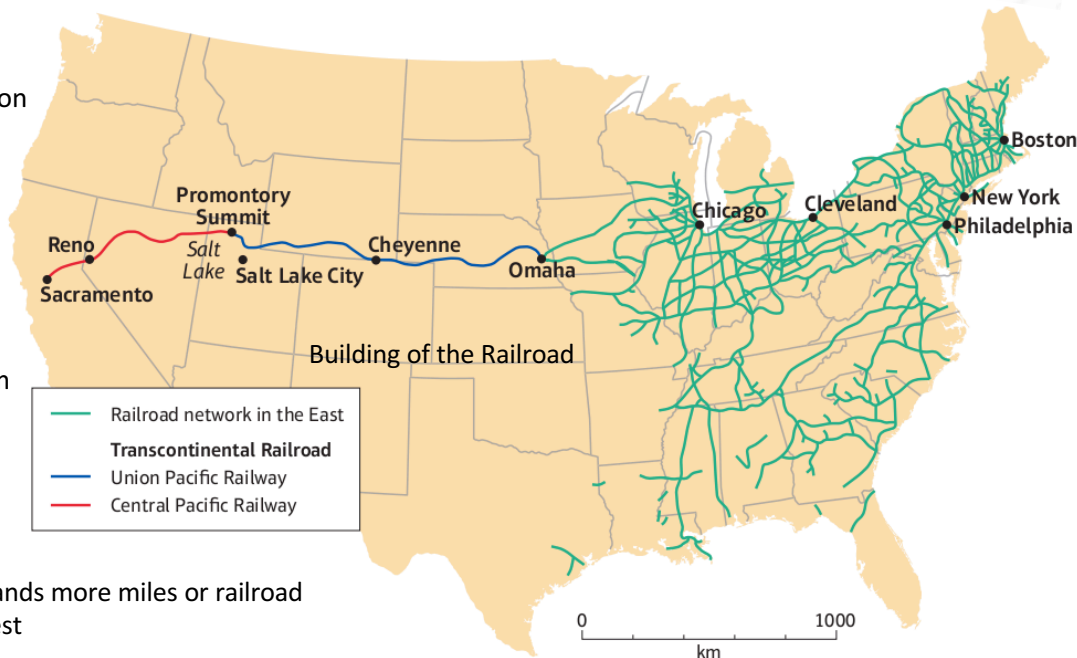 on
Boston
Promontory
Summit
Chicago
Cleveland
New York
Philadelphia
Reno
Salt
Lake
Cheyenne
Salt Lake City
Omaha
Sacramento
Building of the Railroad
n
Railroad network in the East
Transcontinental Railroad
Union Pacific Railway
Central Pacific Railway
ands more miles or railroad
est
0 1000
km